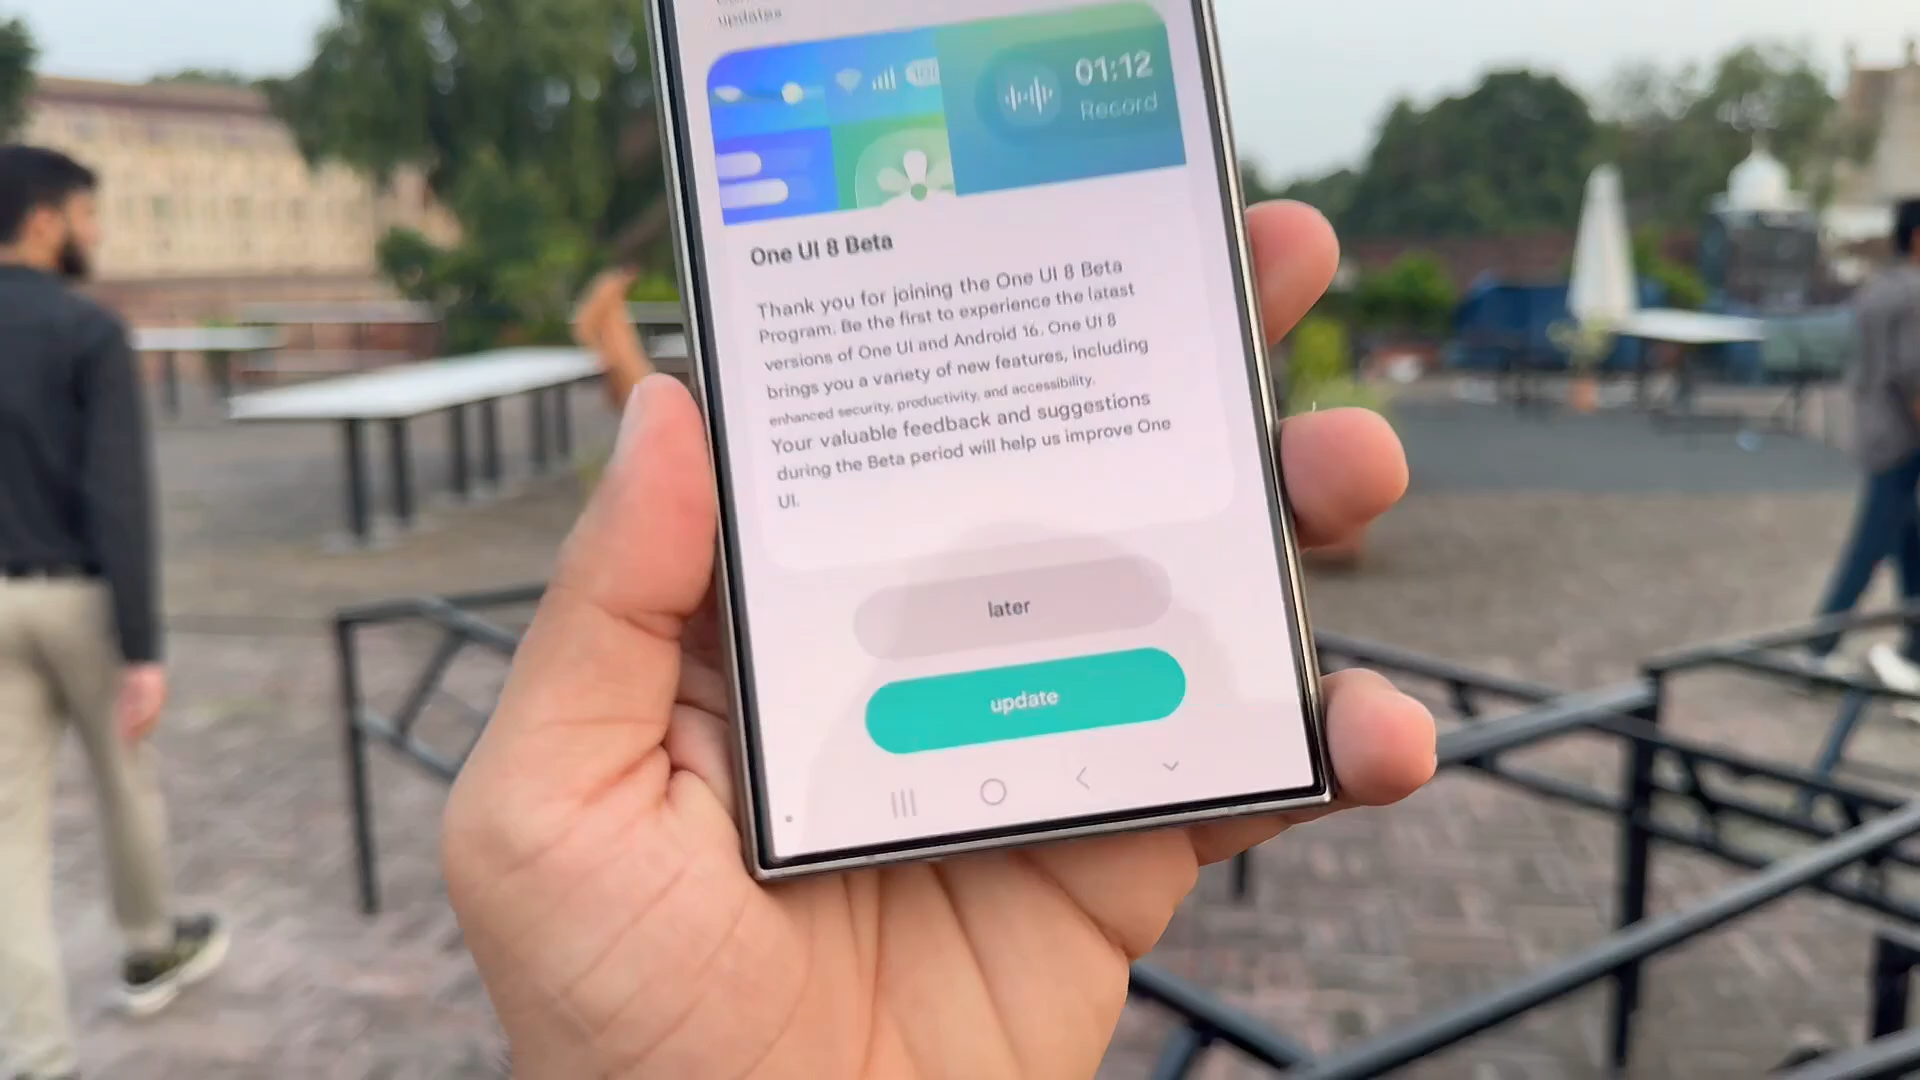 updates
01:12
Record
One UI 8 Beta
Thank you for joining the One UI 8 Beta
Program. Be the first to experience the latest
versions of One UI and Android 16. One UI 8
brings you a variety of new features, including
enhanced security, productivity, and accessibility.
Your valuable feedback and suggestions
during the Beta period will help us improve One
UI.
later
update